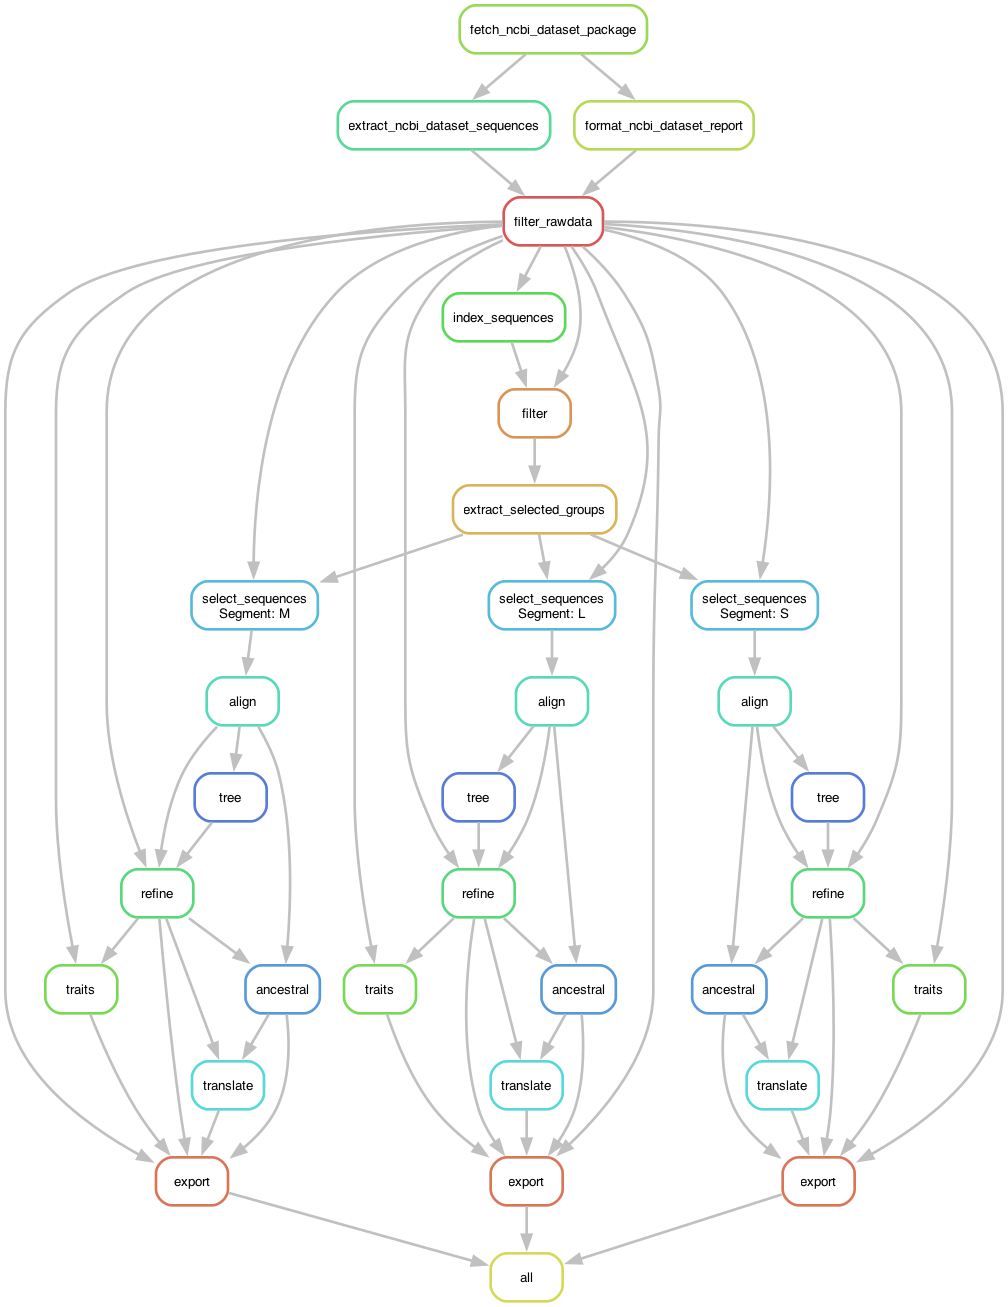 fetch_ncbi_dataset_package
extract_ncbi_dataset_sequences
format_ncbi_dataset_report
filter_rawdata
index_sequences
filter
extract_selected_groups
select_sequences
Segment: M
select_sequences
Segment: L
select_sequences
Segment: S
align
align
align
tree
tree
tree
refine
refine
refine
traits
ancestral
traits
ancestral
ancestral
traits
translate
translate
translate
export
export
export
all